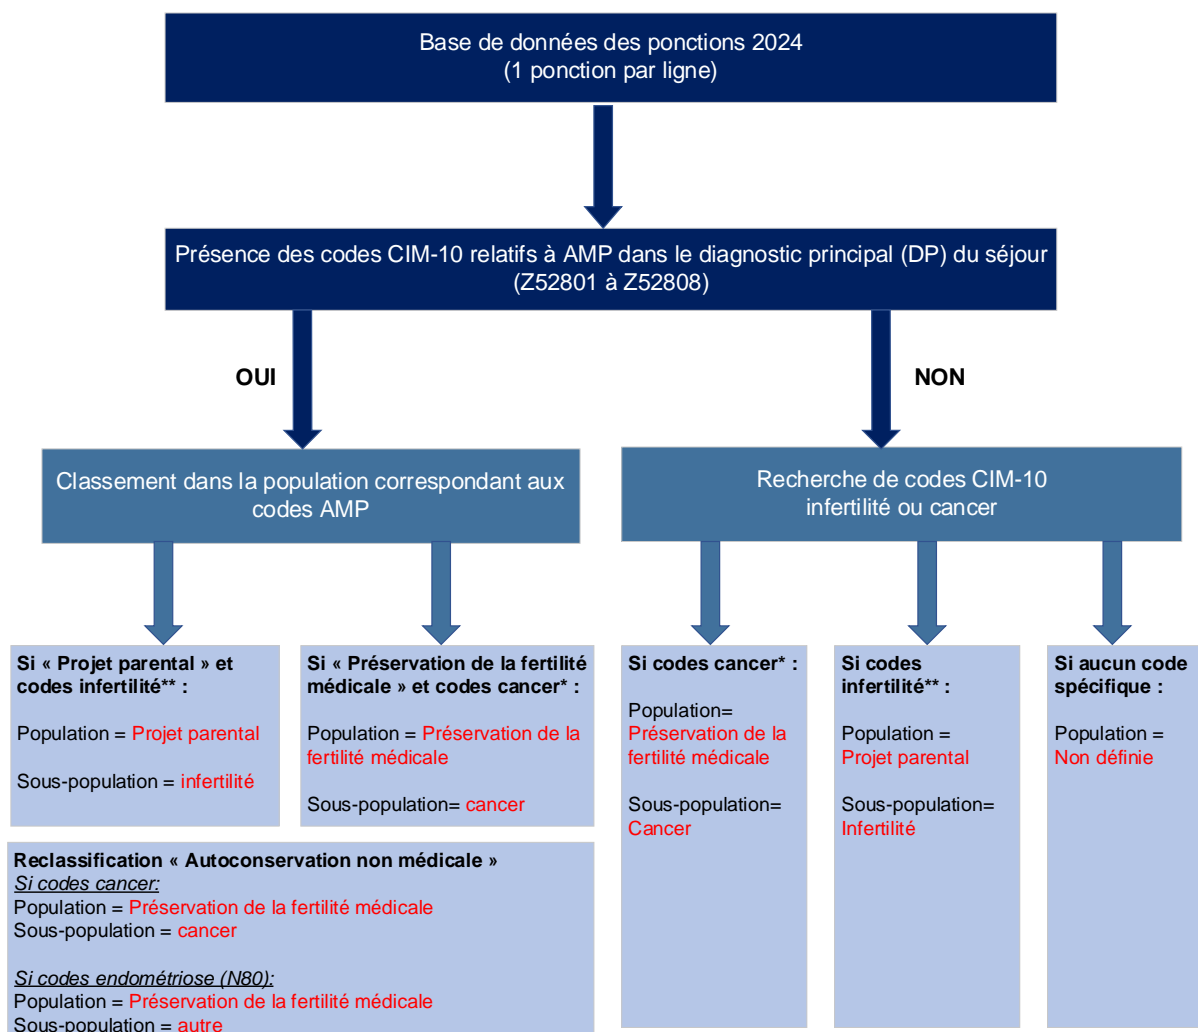 Base de données des ponctions 2024
(1 ponction par ligne)
Présence des codes CIM-10 relatifs à AMP dans le diagnostic principal (DP) du séjour
(Z52801 à Z52808)
OUI
NON
Classement dans la population correspondant aux
codes AMP
Recherche de codes CIM-10
infertilité ou cancer
Si « Projet parental » et
codes infertilité** :
Population = Projet parental
Sous-population = infertilité
Si « Préservation de la fertilité
médicale » et codes cancer* :
Population = Préservation de la
fertilité médicale
Sous-population= cancer
Si codes cancer* :
Population=
Préservation de la
fertilité médicale
Sous-population=
Cancer
Si codes
infertilité** :
Population =
Projet parental
Sous-population=
Infertilité
Si aucun code
spécifique :
Population =
Non définie
Reclassification « Autoconservation non médicale »
Si codes cancer:
Population = Préservation de la fertilité médicale
Sous-population = cancer
Si codes endométriose (N80):
Population = Préservation de la fertilité médicale
Sous-population = autre